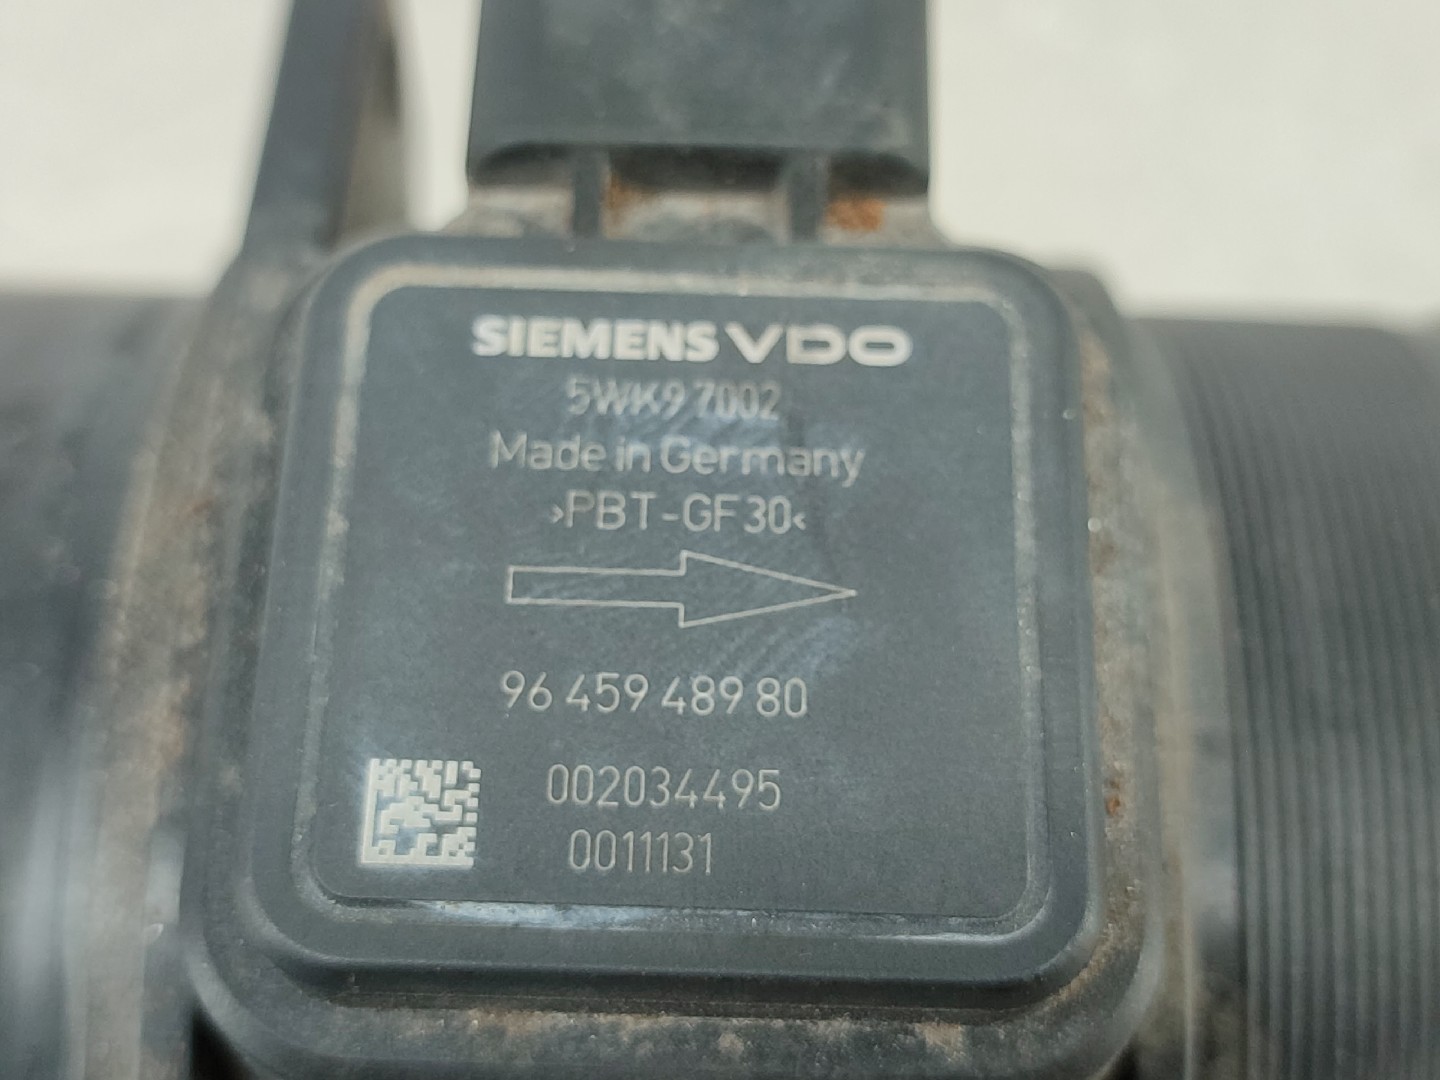 SIEMENS VDO
5WK9 7002
Made in Germany
›PBT-GF30‹
96 459 489 80
002034495
0011131